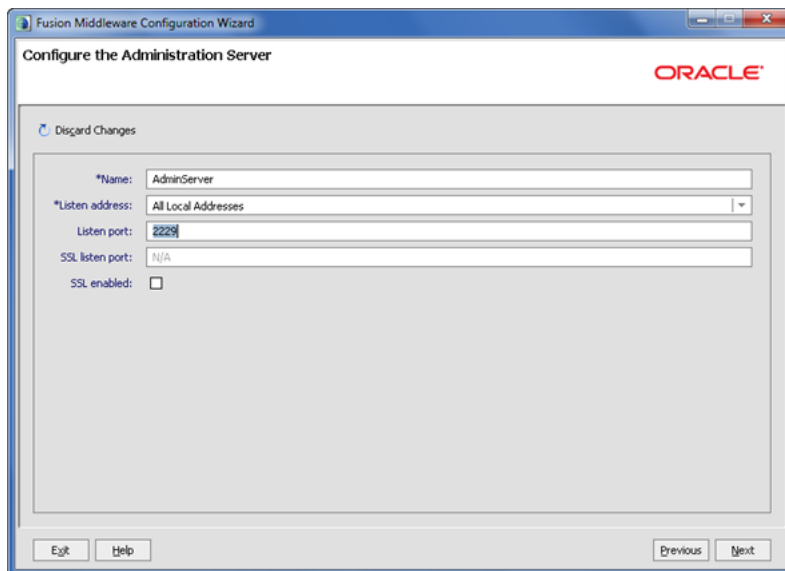 Fusion Middleware Configuration Wizard
Configure the Administration Server
ORACLE
Discard Changes
*Name: AdminServer
*Listen address: All Local Addresses
Listen port: 2229
SSL listen port: N/A
SSL enabled:
Exit Help Previous Next